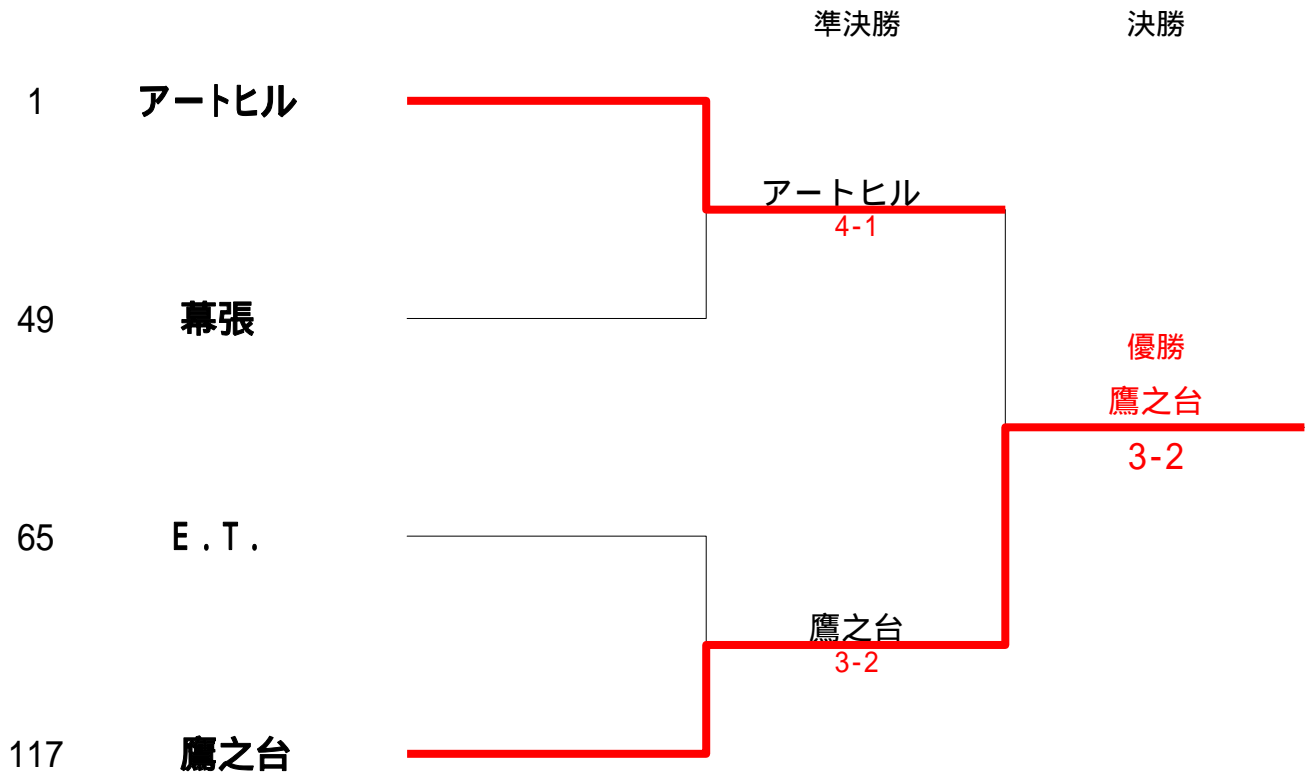 準決勝 決勝
1 アートヒル
アートヒル
4-1
49 幕張
優勝
鷹之台
3-2
65 E.T.
鷹之台
3-2
117 鷹之台